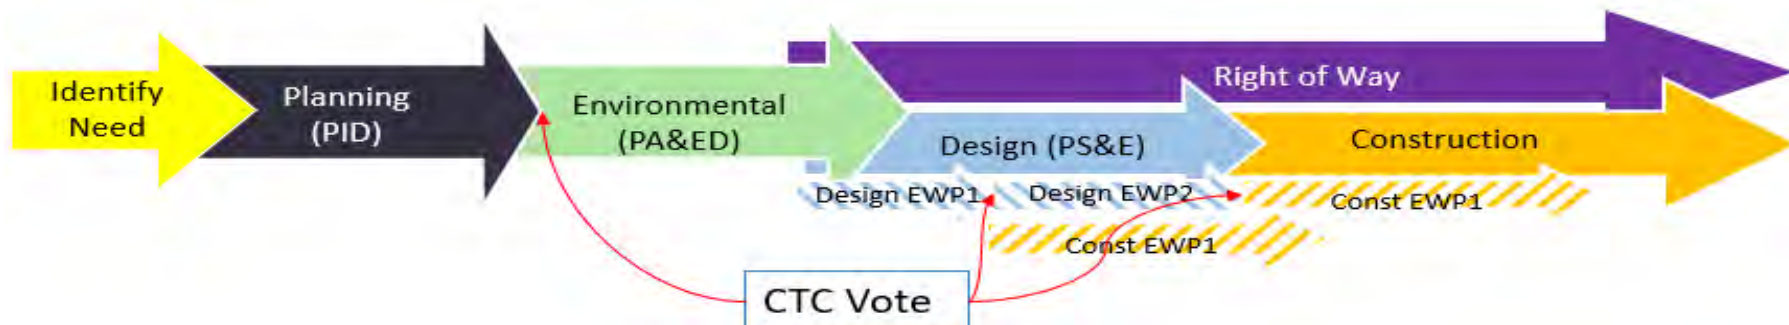 Identify
Need
Planning
(PID)
Environmental
(PA&ED)
Right of Way
Design (PS&E)
Construction
Design EWP1
Design EWP2
Const EWP1
Const EWP1
CTC Vote